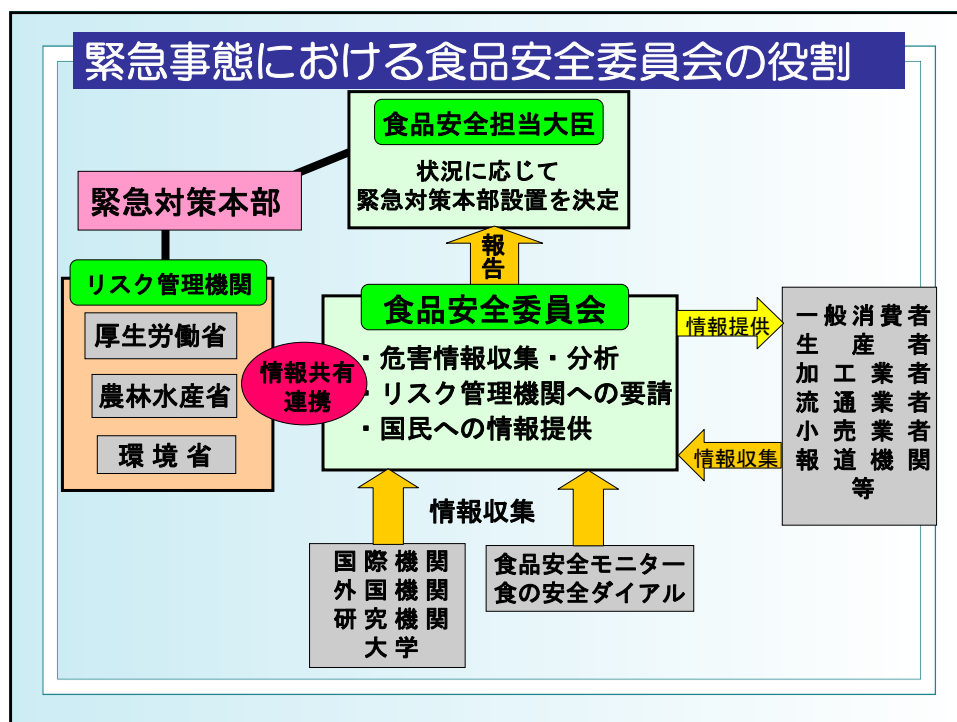 緊急事態における食品安全委員会の役割
食品安全担当大臣
状況に応じて
緊急対策本部設置を決定
緊急対策本部
報告
リスク管理機関
厚生労働省
農林水産省
環境省
情報共有
連携
食品安全委員会
・危害情報収集・分析
・リスク管理機関への要請
・国民への情報提供
情報提供
情報収集
一般消費者
生産者
加工業者
流通業者
小売業者
報道機関
等
情報収集
国際機関
外国機関
研究機関
大学
食品安全モニター
食の安全ダイアル